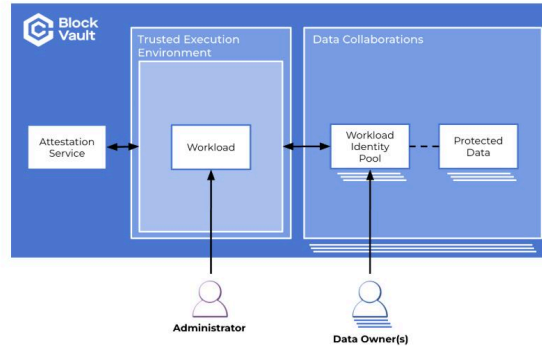 Block
Vault
Trusted Execution
Environment
Data Collaborations
Attestation
Service
Workload
Workload
Identity
Pool
Protected
Data
Administrator
Data Owner(s)